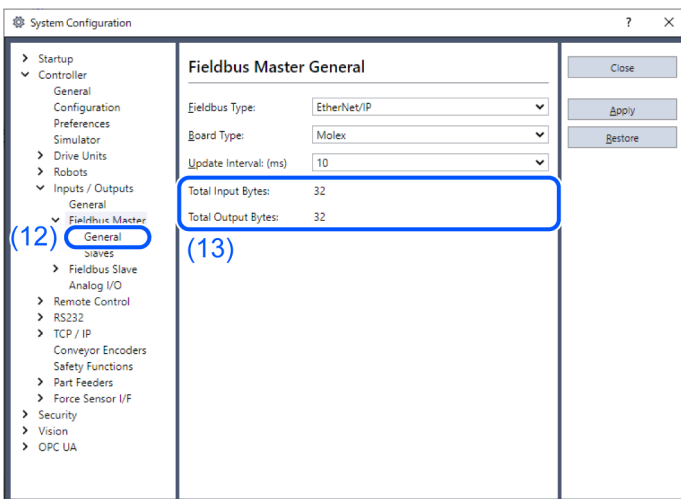 System Configuration
Startup
Controller
General
Configuration
Preferences
Simulator
Drive Units
Robots
Inputs / Outputs
General
Fieldbus Master
(12) General
Slaves
Fieldbus Slave
Analog I/O
Remote Control
RS232
TCP / IP
Conveyor Encoders
Safety Functions
Part Feeders
Force Sensor I/F
Security
Vision
OPC UA
Fieldbus Master General
Fieldbus Type: EtherNet/IP
Board Type: Molex
Update Interval: (ms) 10
Total Input Bytes: 32
Total Output Bytes: 32
(13)
Close
Apply
Restore